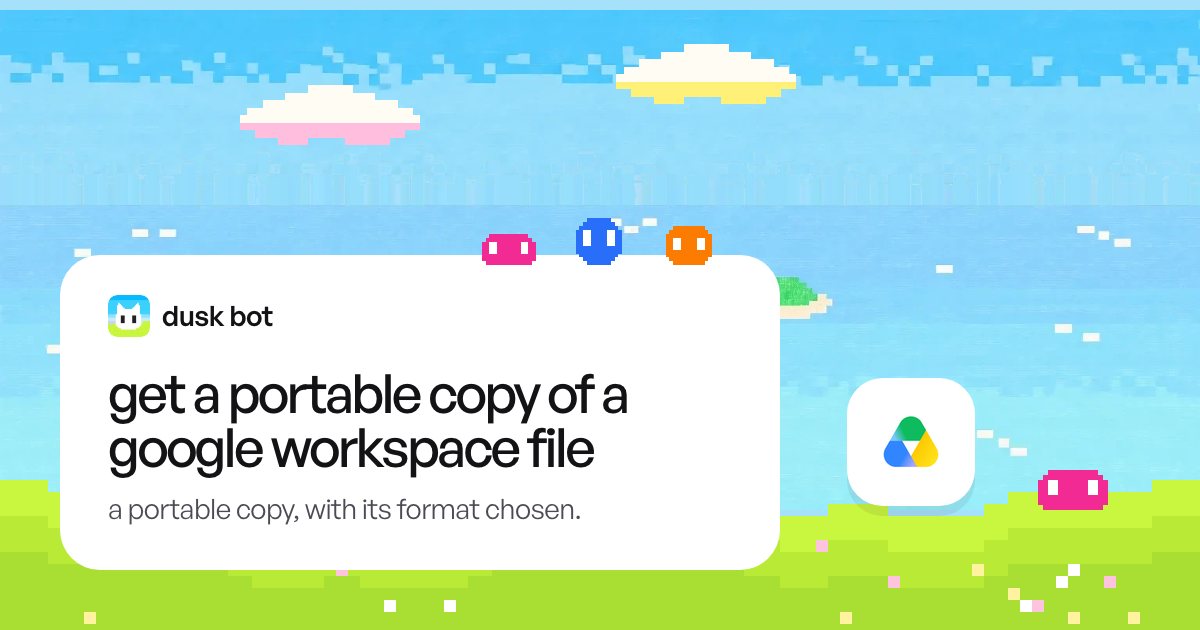 dusk bot
get a portable copy of a
google workspace file
a portable copy, with its format chosen.